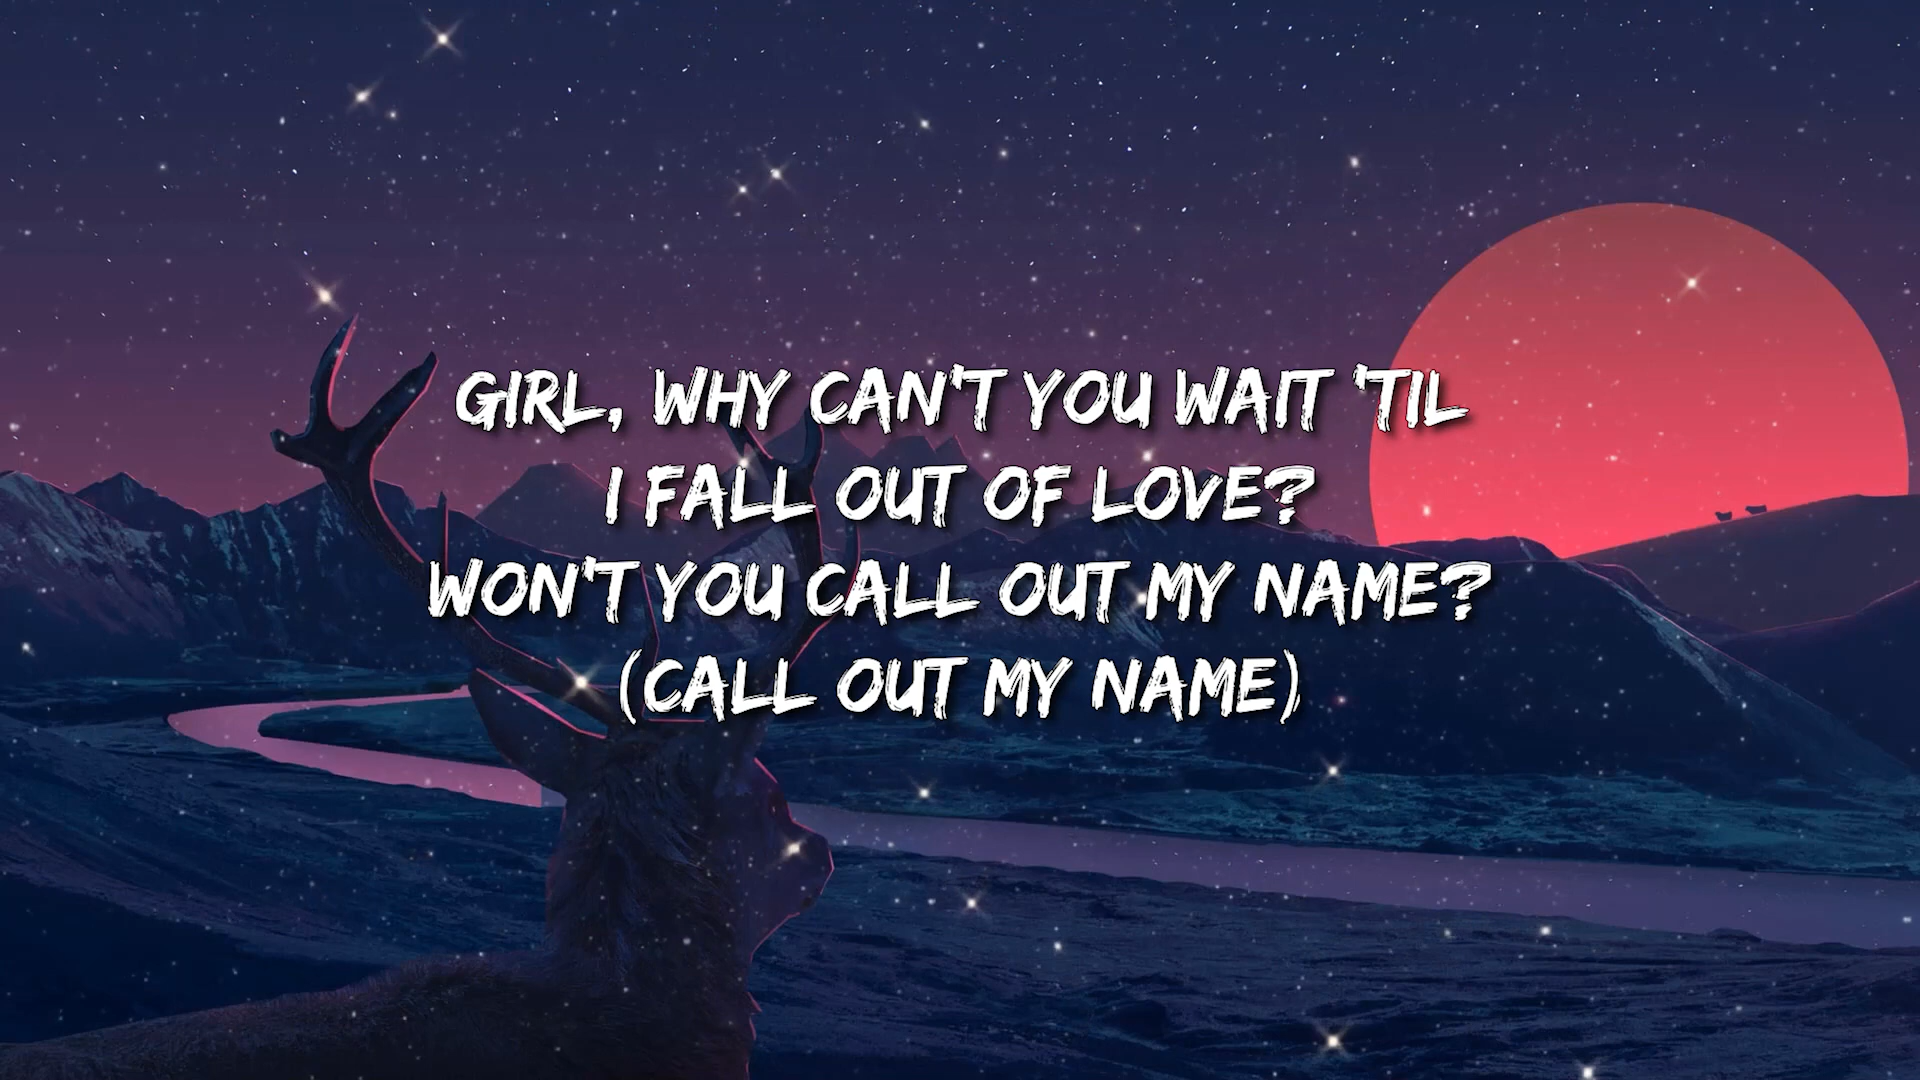 GIRL, WHY CAN'T YOU WAIT 'TIL
I FALL OUT OF LOVE?
WON'T YOU CALL OUT MY NAME?
(CALL OUT MY NAME)